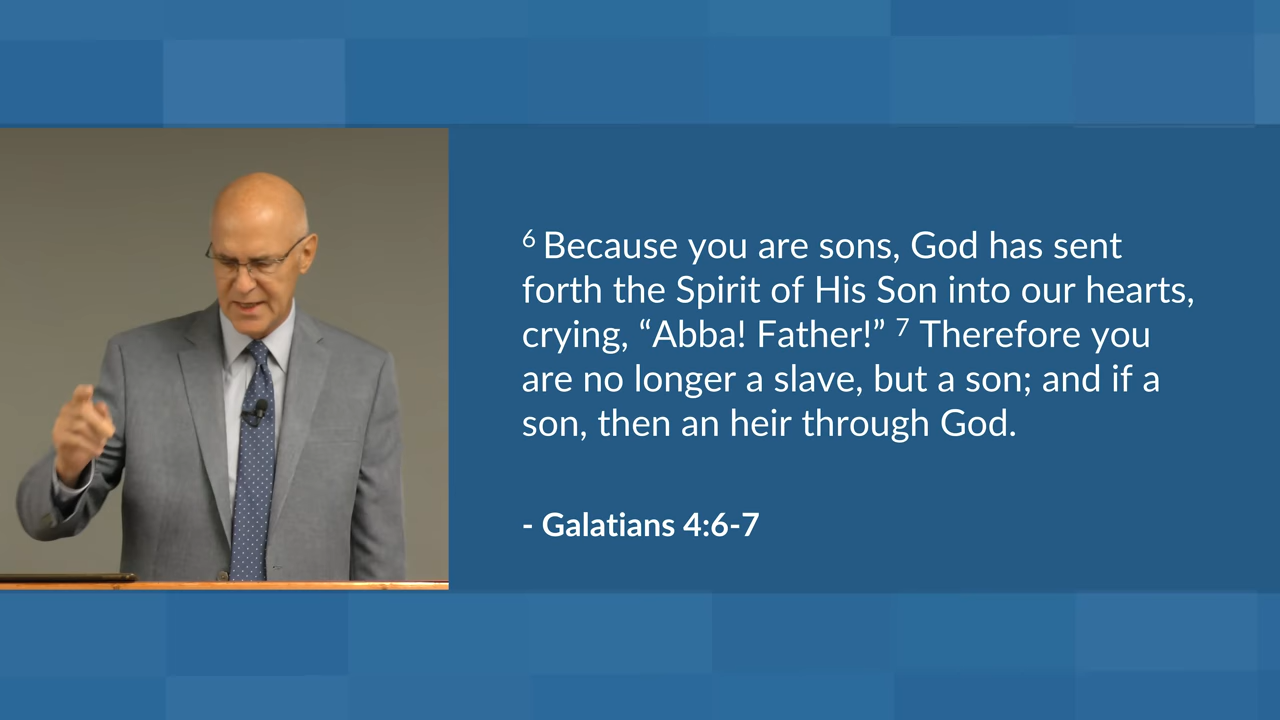 ⁶ Because you are sons, God has sent
forth the Spirit of His Son into our hearts,
crying, “Abba! Father!” ⁷ Therefore you
are no longer a slave, but a son; and if a
son, then an heir through God.
- Galatians 4:6-7